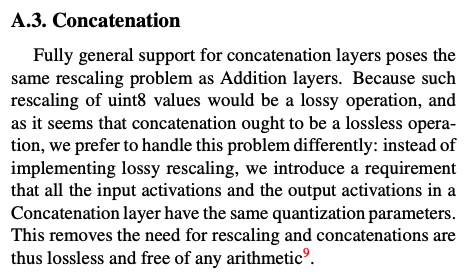 A.3. Concatenation
Fully general support for concatenation layers poses the
same rescaling problem as Addition layers. Because such
rescaling of uint8 values would be a lossy operation, and
as it seems that concatenation ought to be a lossless opera-
tion, we prefer to handle this problem differently: instead of
implementing lossy rescaling, we introduce a requirement
that all the input activations and the output activations in a
Concatenation layer have the same quantization parameters.
This removes the need for rescaling and concatenations are
thus lossless and free of any arithmetic⁹.